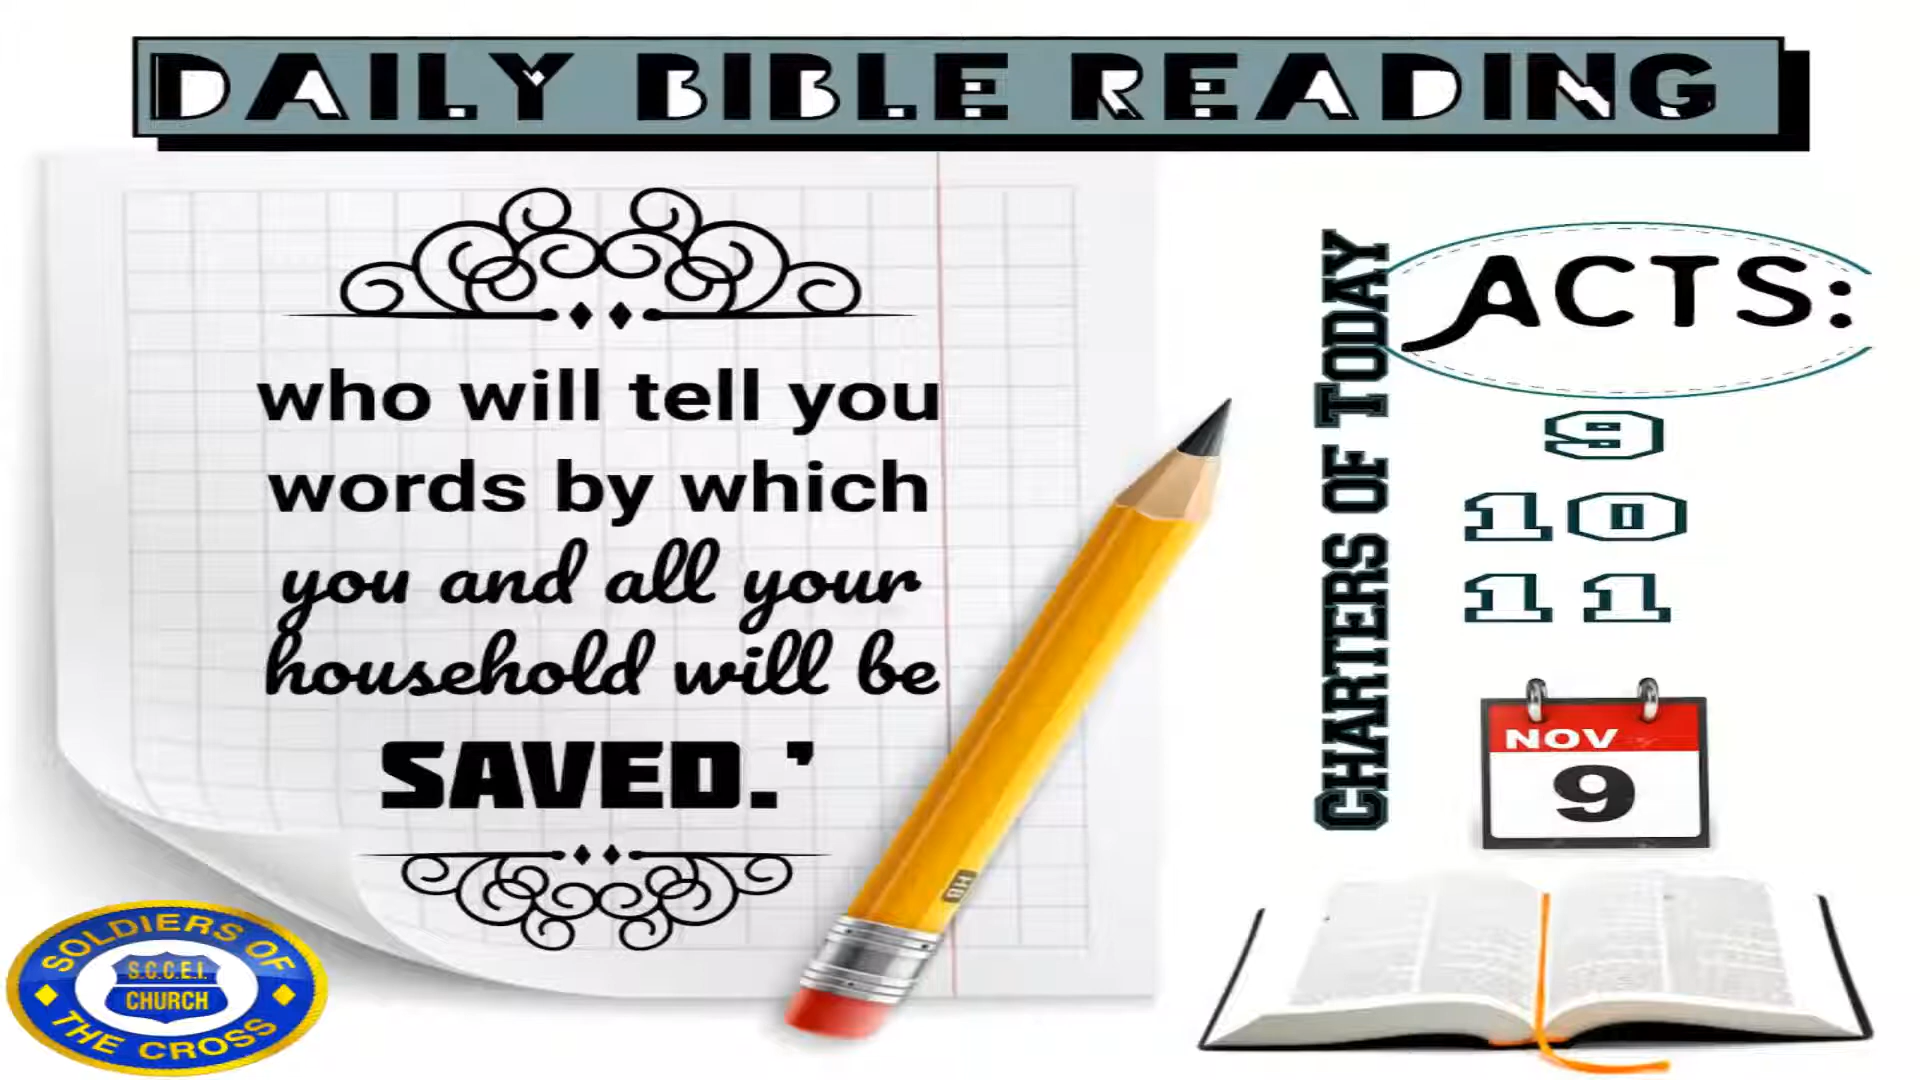 DAILY BIBLE READING
who will tell you
words by which
you and all your
household will be
SAVED.’
CHARTERS OF TODAY
ACTS:
9
10
11
NOV
9
HB
SOLDIERS OF
S.C.C.E.I.
CHURCH
THE CROSS